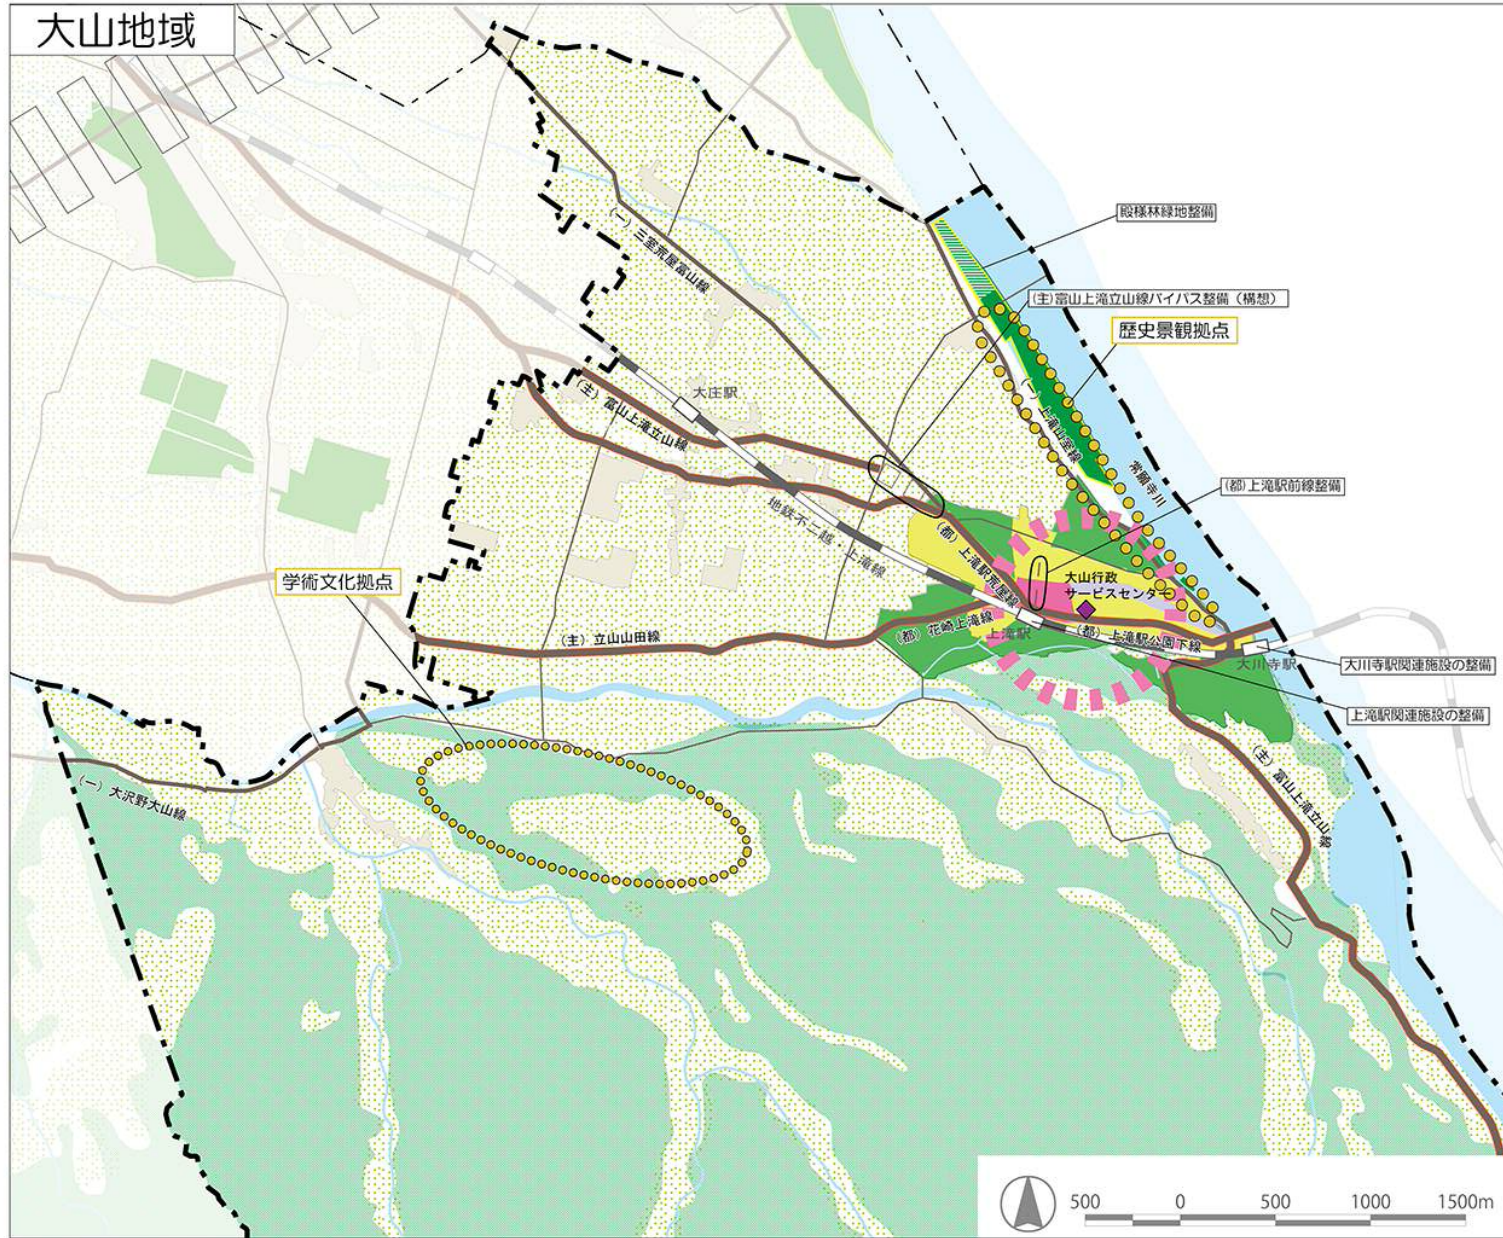 大山地域
殿様林緑地整備
(一)三室荒屋富山線
(主)富山上滝立山線バイパス整備（構想）
歴史景観拠点
(一)上滝山室線
大庄駅
(主)富山上滝立山線
常願寺川
(都)上滝駅前線整備
地鉄不二越・上滝線
(都)上滝駅荒屋線
大山行政
サービスセンター
学術文化拠点
(主)立山山田線
(都)花崎上滝線
上滝駅
(都)上滝駅公園下線
大川寺駅
大川寺駅関連施設の整備
上滝駅関連施設の整備
(一)大沢野大山線
(主)富山上滝立山線
500 0 500 1000 1500m